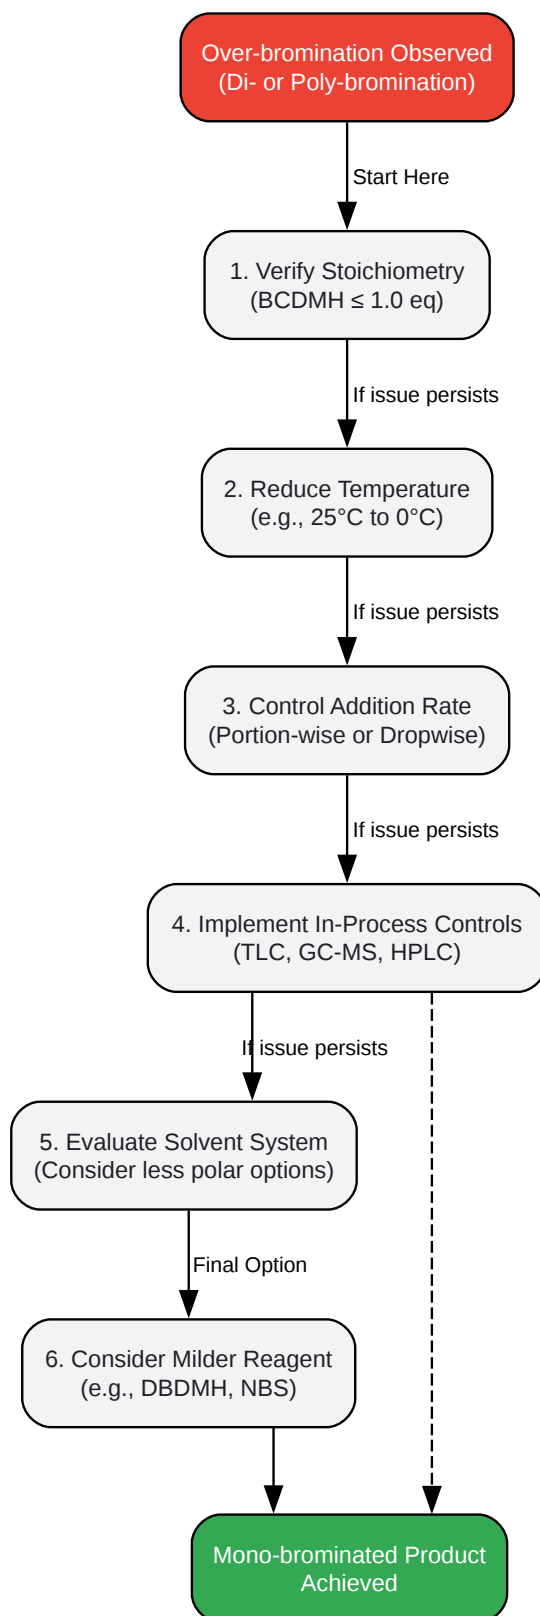 Over-bromination Observed
(Di- or Poly-bromination)
Start Here
1. Verify Stoichiometry
(BCDMH ≤ 1.0 eq)
If issue persists
2. Reduce Temperature
(e.g., 25°C to 0°C)
If issue persists
3. Control Addition Rate
(Portion-wise or Dropwise)
If issue persists
4. Implement In-Process Controls
(TLC, GC-MS, HPLC)
If issue persists
5. Evaluate Solvent System
(Consider less polar options)
Final Option
6. Consider Milder Reagent
(e.g., DBDMH, NBS)
Mono-brominated Product
Achieved